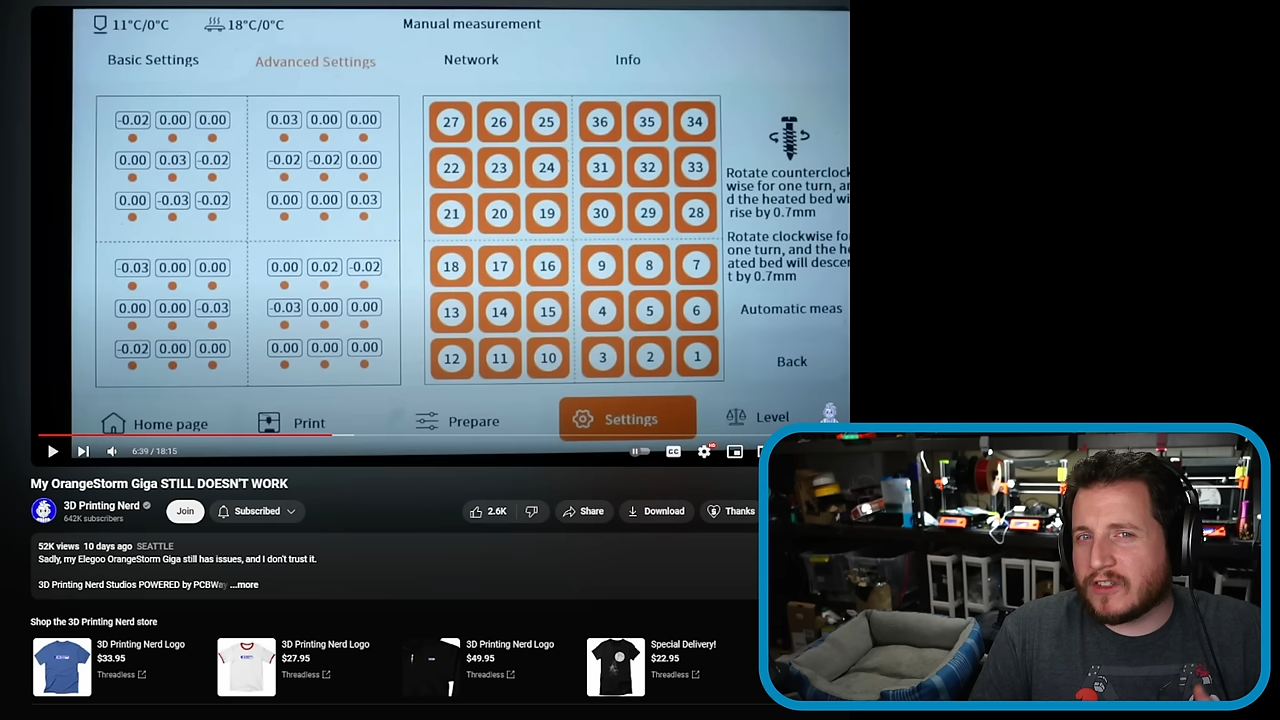 11°C/0°C 18°C/0°C Manual measurement
Basic Settings Advanced Settings Network Info
-0.02 0.00 0.00 0.03 0.00 0.00
0.00 0.03 -0.02 -0.02 -0.02 0.00
0.00 -0.03 -0.02 0.00 0.00 0.03
-0.03 0.00 0.00 0.00 0.02 -0.02
0.00 0.00 -0.03 -0.03 0.00 0.00
-0.02 0.00 0.00 0.00 0.00 0.00
27 26 25 36 35 34
22 23 24 31 32 33
21 20 19 30 29 28
18 17 16 9 8 7
13 14 15 4 5 6
12 11 10 3 2 1
Rotate counterclock
wise for one turn, an
d the heated bed wi
rise by 0.7mm
Rotate clockwise fo
one turn, and the he
ated bed will descen
t by 0.7mm
Automatic meas
Back
Home page Print Prepare Settings Level
6:39 / 18:15 CC HD
My OrangeStorm Giga STILL DOESN'T WORK
3D Printing Nerd
642K subscribers
Join Subscribed 2.6K Share Download Thanks
52K views 10 days ago SEATTLE
Sadly, my Elegoo OrangeStorm Giga still has issues, and I don't trust it.
3D Printing Nerd Studios POWERED by PCBWay ...more
Shop the 3D Printing Nerd store
3D Printing Nerd Logo
$33.95
Threadless
3D Printing Nerd Logo
$27.95
Threadless
3D Printing Nerd Logo
$49.95
Threadless
Special Delivery!
$22.95
Threadless